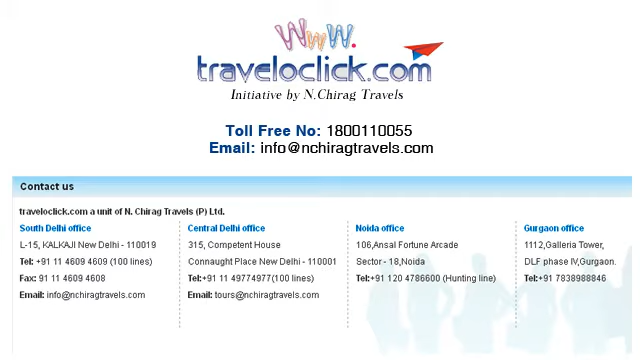 www.
traveloclick.com
Initiative by N.Chirag Travels
Toll Free No: 1800110055
Email: info@nchiragtravels.com
Contact us
traveloclick.com a unit of N. Chirag Travels (P) Ltd.
South Delhi office
L-15, KALKAJI New Delhi - 110019
Tel: +91 11 4609 4609 (100 lines)
Fax: 91 11 4609 4608
Email: info@nchiragtravels.com
Central Delhi office
315, Competent House
Connaught Place New Delhi - 110001
Tel:+91 11 49774977(100 lines)
Email: tours@nchiragtravels.com
Noida office
106,Ansal Fortune Arcade
Sector - 18,Noida
Tel:+91 120 4786600 (Hunting line)
Gurgaon office
1112,Galleria Tower,
DLF phase IV,Gurgaon.
Tel:+91 7838988846